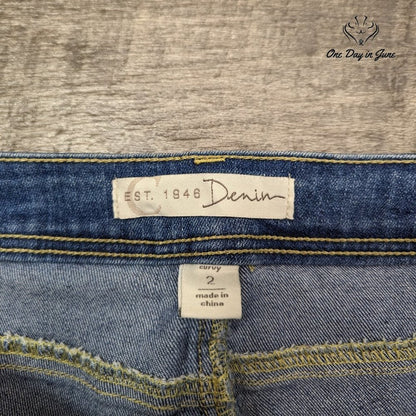 One Day in June
EST. 1946 Denim
curvy
2
made in
china